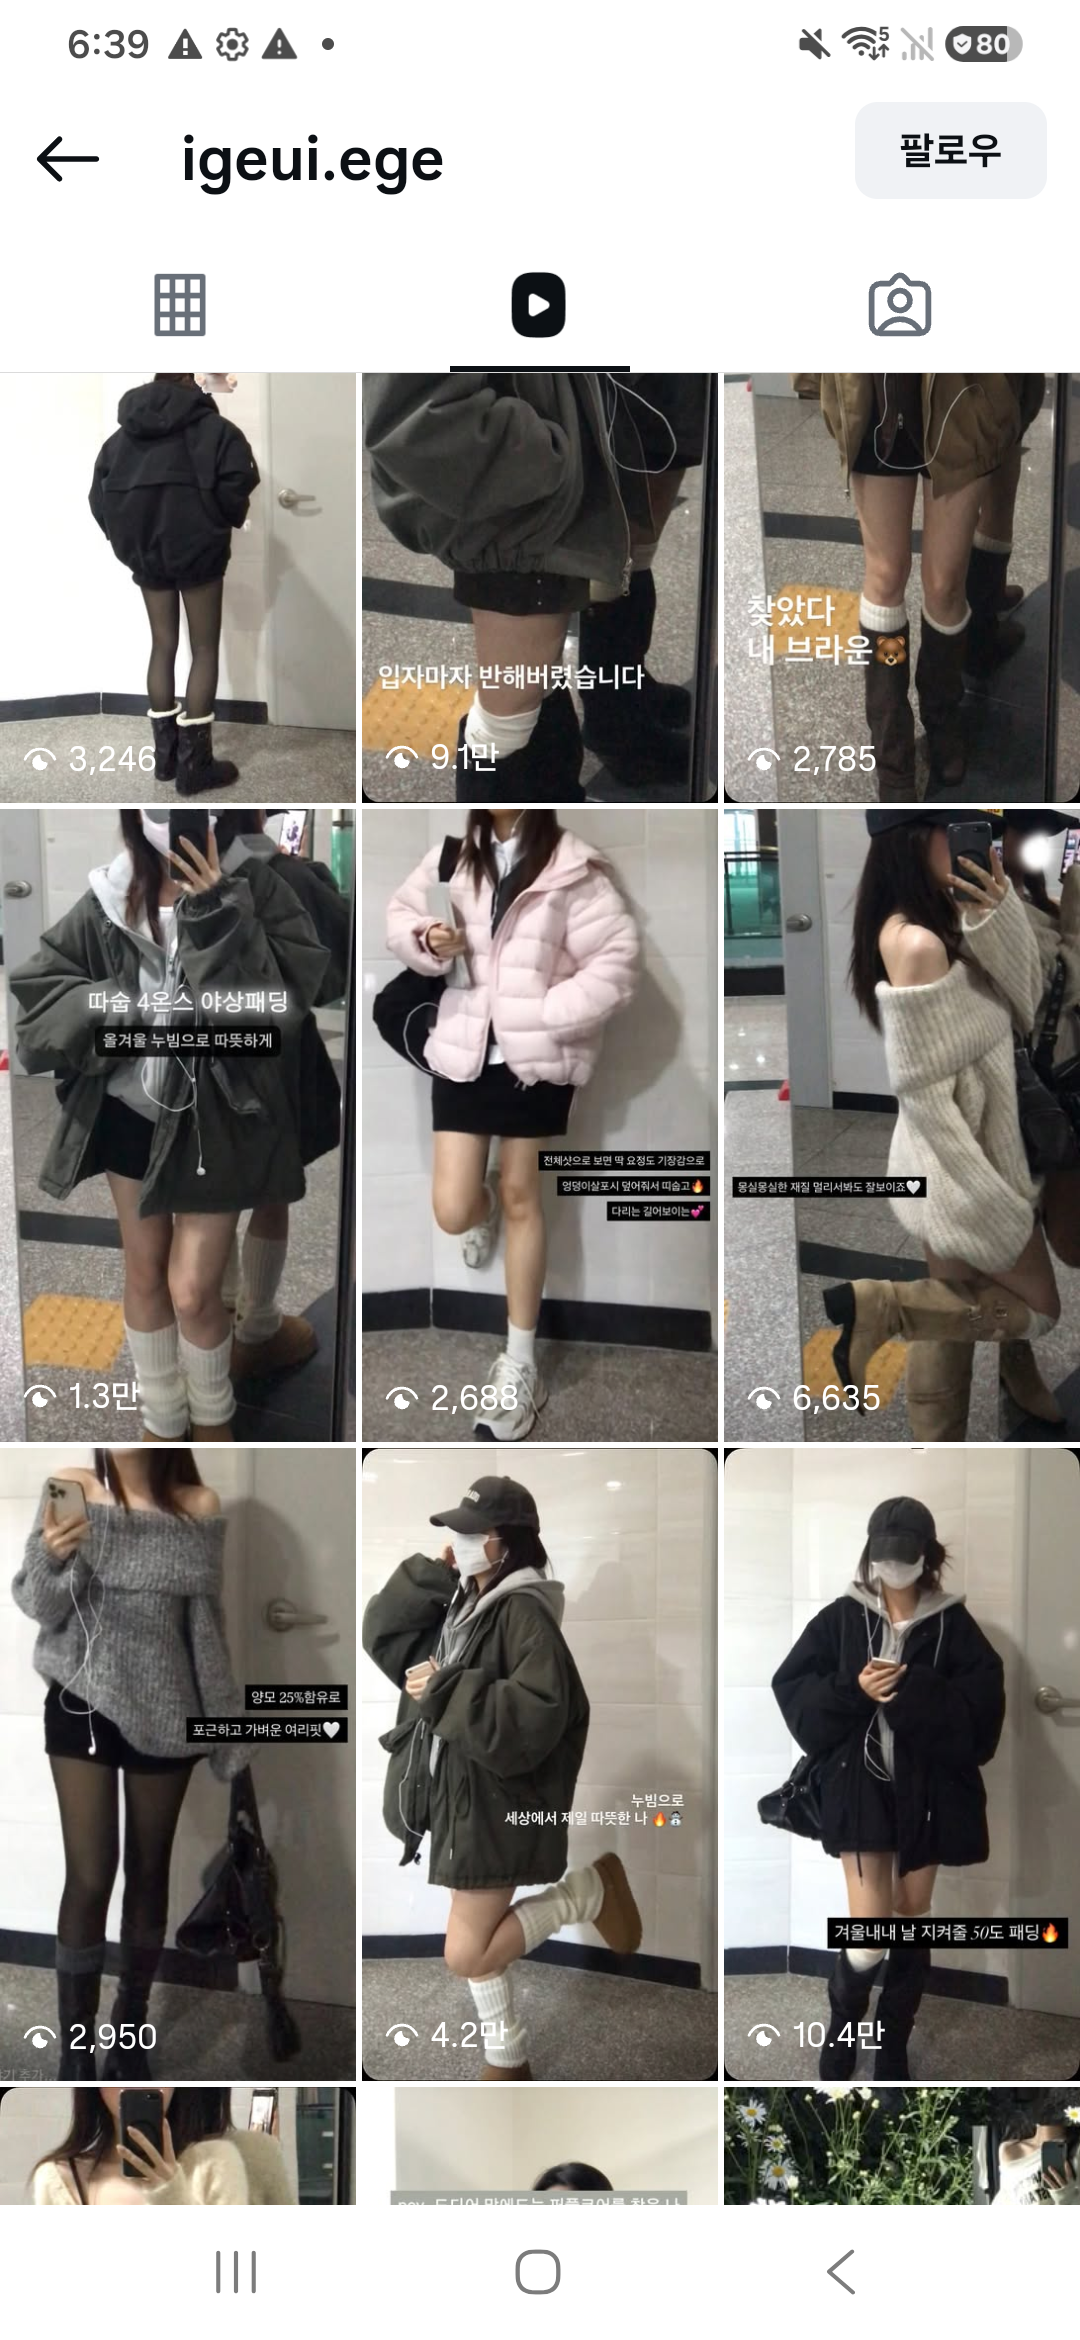 6:39
5
80
igeui.ege
팔로우
3,246
입자마자 반해버렸습니다
9.1만
찾았다
내 브라운🐻
2,785
따숩 4온스 야상패딩
올겨울 누빔으로 따뜻하게
1.3만
전체샷으로 보면 딱 요정도 기장감으로
엉덩이살포시 덮어줘서 띠숩고🔥
다리는 길어보이는💕
2,688
몽실몽실한 재질 멀리서봐도 잘보이죠🤍
6,635
양모 25%함유로
포근하고 가벼운 여리핏🤍
2,950
누빔으로
세상에서 제일 따뜻한 나 🔥⛄
4.2만
겨울내내 날 지켜줄 50도 패딩🔥
10.4만